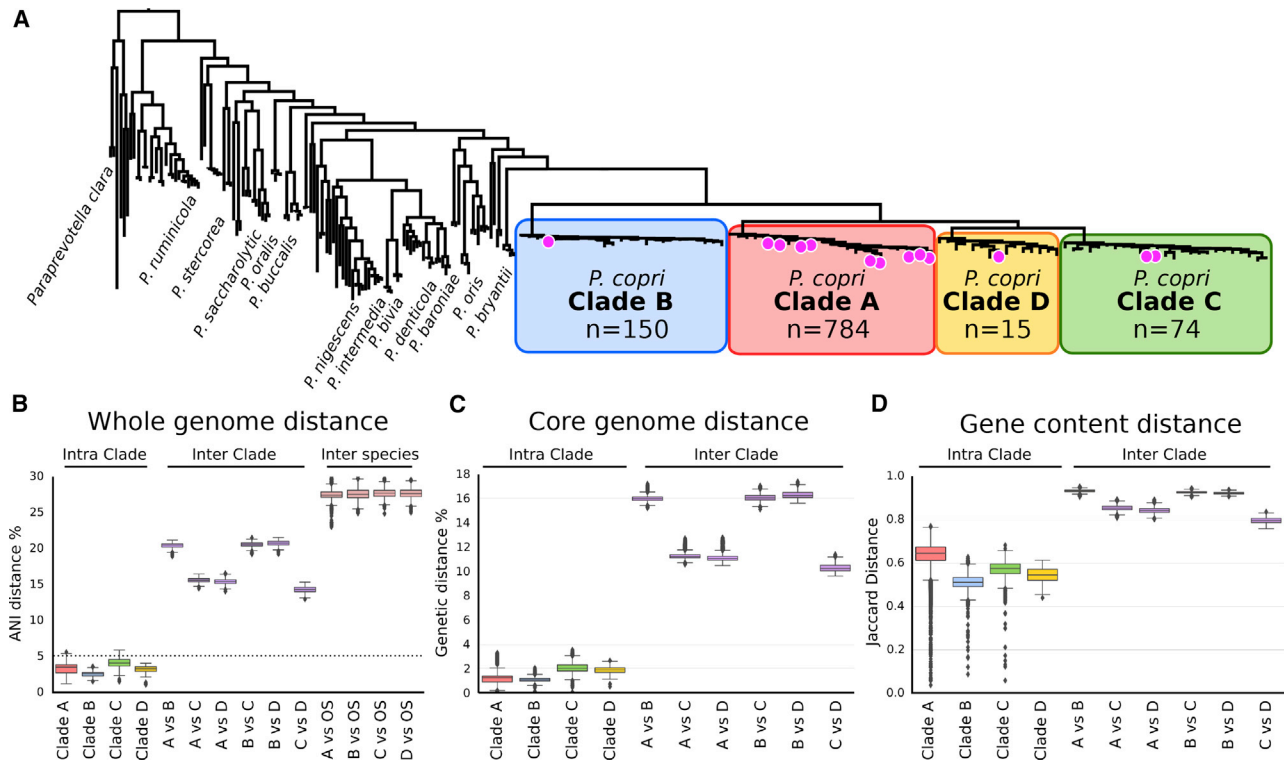 A
Paraprevotella clara
P. ruminicola
P. stercorea
P. saccharolytic
P. oralis
P. buccalis
P. nigescens
P. intermedia
P. bivia
P. denticola
P. baroniae
P. oris
P. bryantii
P. copri
Clade B
n=150
P. copri
Clade A
n=784
P. copri
Clade D
n=15
P. copri
Clade C
n=74
B
Whole genome distance
Intra Clade
Inter Clade
Inter species
ANI distance %
30
25
20
15
10
5
0
Clade A
Clade B
Clade C
Clade D
A vs B
A vs C
A vs D
B vs C
B vs D
C vs D
A vs OS
B vs OS
C vs OS
D vs OS
C
Core genome distance
Intra Clade
Inter Clade
Genetic distance %
18
16
14
12
10
8
6
4
2
0
Clade A
Clade B
Clade C
Clade D
A vs B
A vs C
A vs D
B vs C
B vs D
C vs D
D
Gene content distance
Intra Clade
Inter Clade
Jaccard Distance
1.0
0.8
0.6
0.4
0.2
0.0
Clade A
Clade B
Clade C
Clade D
A vs B
A vs C
A vs D
B vs C
B vs D
C vs D